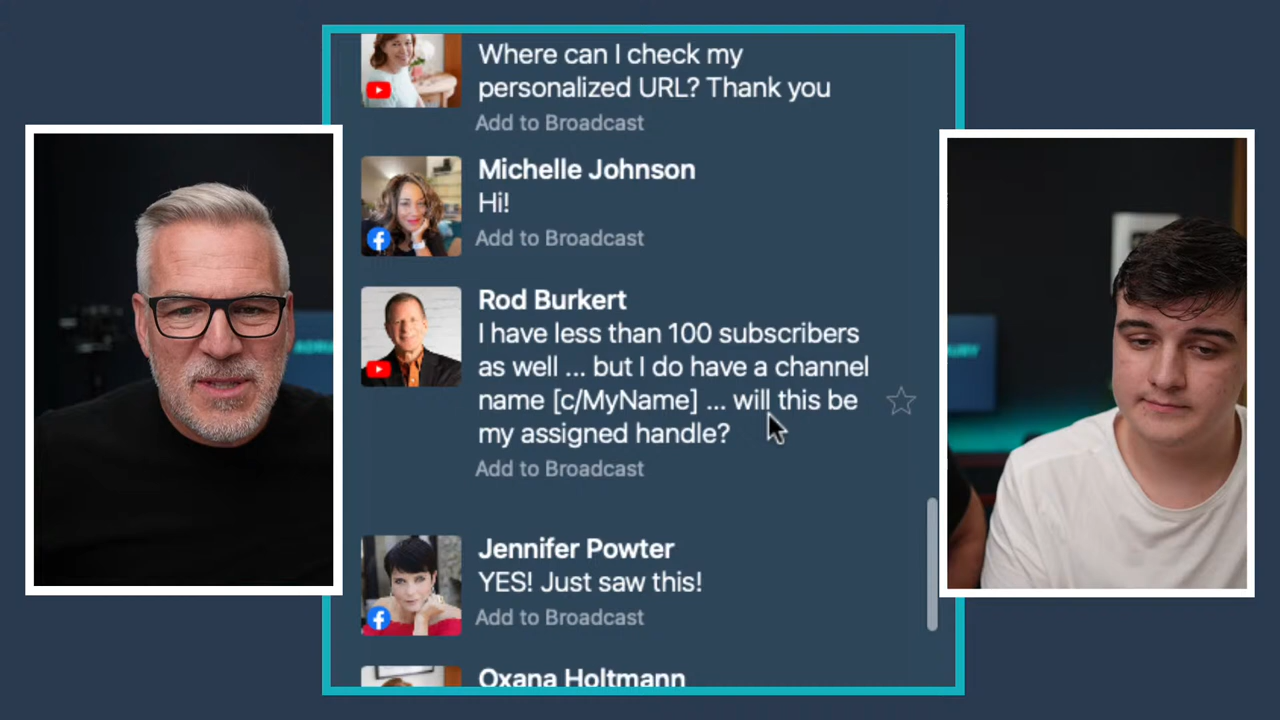 Where can I check my
personalized URL? Thank you
Add to Broadcast
Michelle Johnson
Hi!
Add to Broadcast
Rod Burkert
I have less than 100 subscribers
as well ... but I do have a channel
name [c/MyName] ... will this be
my assigned handle?
Add to Broadcast
Jennifer Powter
YES! Just saw this!
Add to Broadcast
Oxana Holtmann